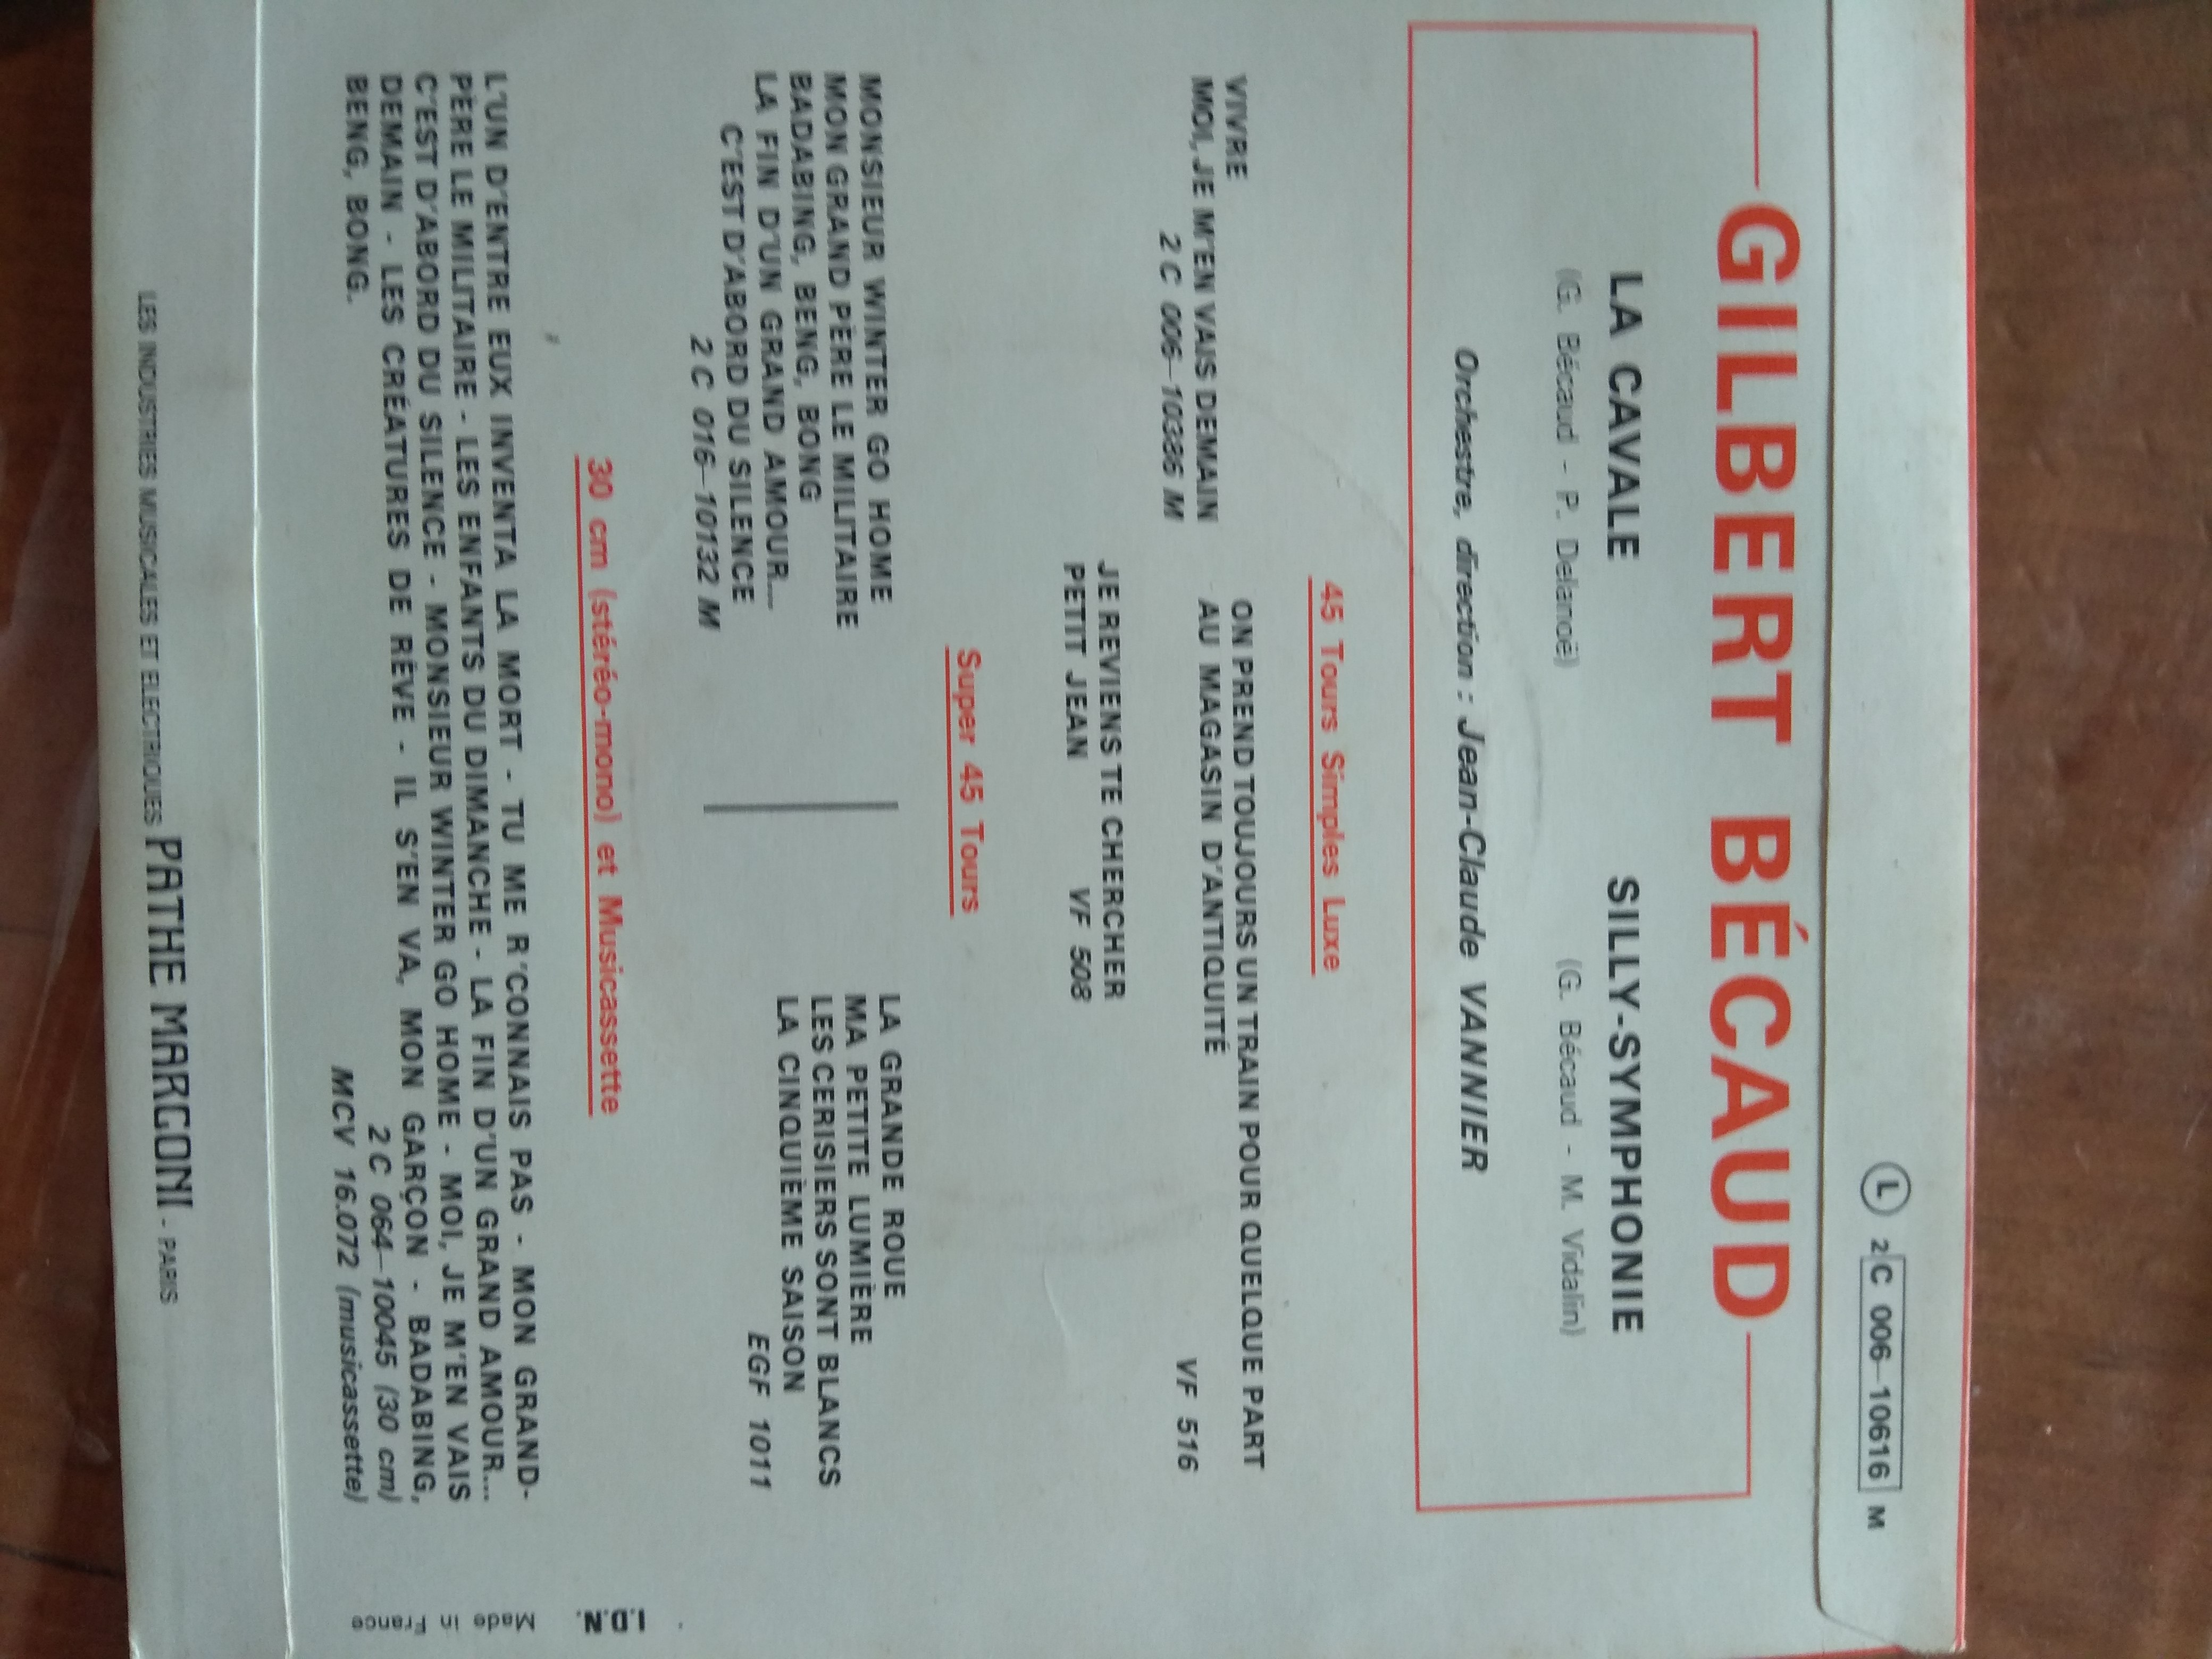 L 2 C 006-10616 M
GILBERT BÉCAUD
LA CAVALE
(G. Bécaud - P. Delanoë)
SILLY-SYMPHONIE
(G. Bécaud - M. Vidalin)
Orchestre, direction : Jean-Claude VANNIER
45 Tours Simples Luxe
VIVRE
MOI, JE M'EN VAIS DEMAIN
2 C 006-10386 M
ON PREND TOUJOURS UN TRAIN POUR QUELQUE PART
AU MAGASIN D'ANTIQUITÉ
VF 516
JE REVIENS TE CHERCHER
PETIT JEAN
VF 508
Super 45 Tours
MONSIEUR WINTER GO HOME
MON GRAND PÈRE LE MILITAIRE
BADABING, BENG, BONG
LA FIN D'UN GRAND AMOUR...
C'EST D'ABORD DU SILENCE
2 C 016-10132 M
LA GRANDE ROUE
MA PETITE LUMIÈRE
LES CERISIERS SONT BLANCS
LA CINQUIÈME SAISON
EGF 1011
30 cm (stéréo-mono) et Musicassette
L'UN D'ENTRE EUX INVENTA LA MORT - TU ME R'CONNAIS PAS - MON GRAND-
PÈRE LE MILITAIRE - LES ENFANTS DU DIMANCHE - LA FIN D'UN GRAND AMOUR...
C'EST D'ABORD DU SILENCE - MONSIEUR WINTER GO HOME - MOI, JE M'EN VAIS
DEMAIN - LES CRÉATURES DE RÊVE - IL S'EN VA, MON GARÇON - BADABING,
BENG, BONG.
2 C 064-10045 (30 cm)
MCV 16.072 (musicassette)
I.D.N.
Made in France
LES INDUSTRIES MUSICALES ET ELECTRIQUES PATHE MARCONI - PARIS